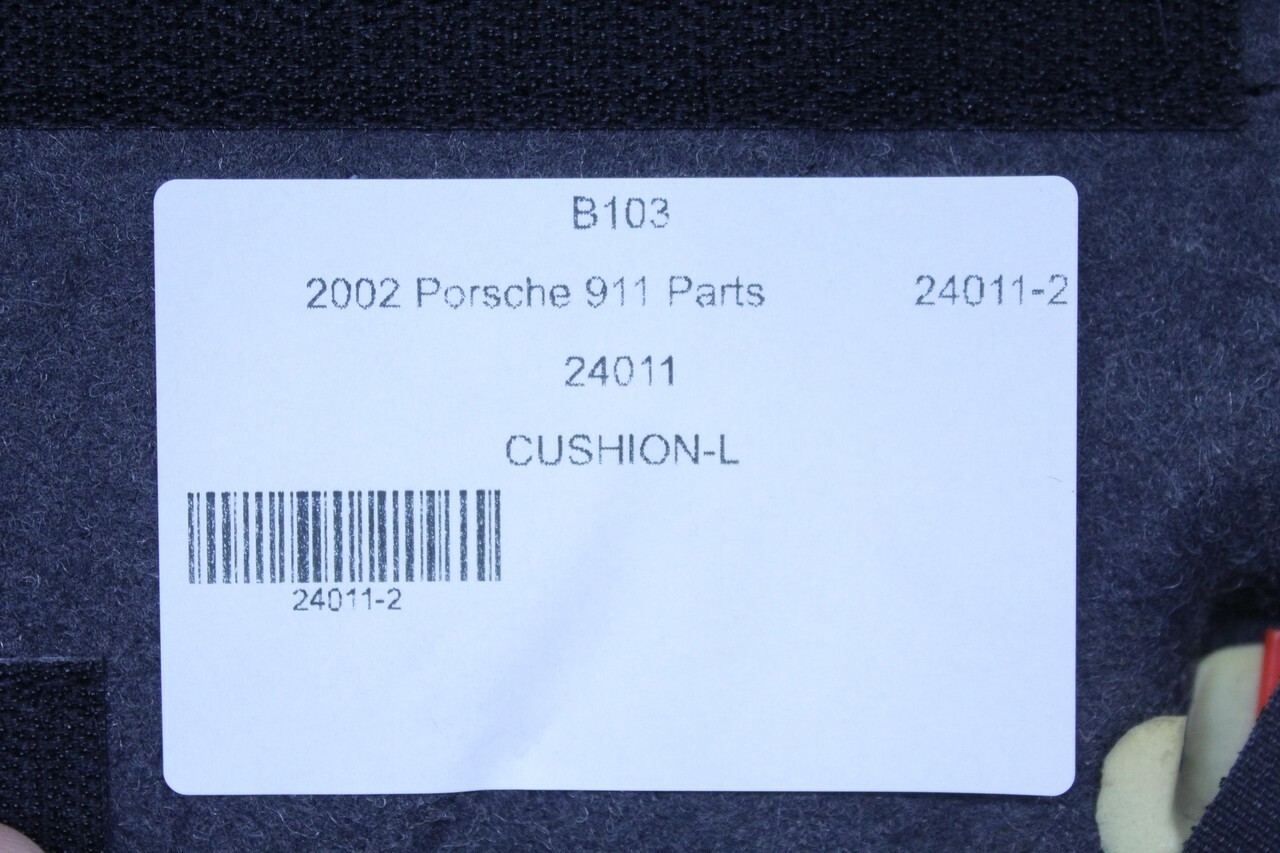 B103
2002 Porsche 911 Parts 24011-2
24011
CUSHION-L
24011-2